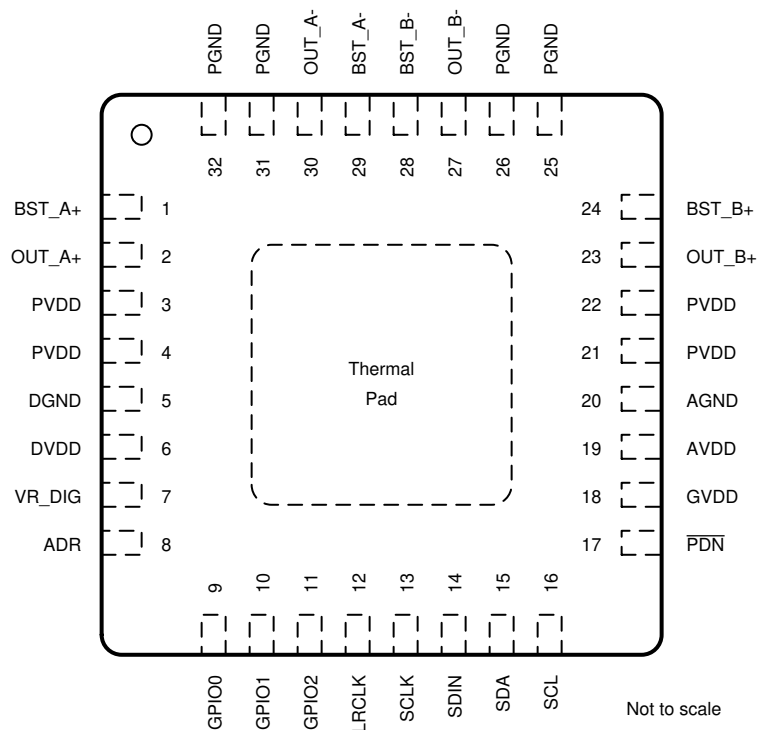 PGND
PGND
OUT_A-
BST_A-
BST_B-
OUT_B-
PGND
PGND
32
31
30
29
28
27
26
25
BST_A+ 1
OUT_A+ 2
PVDD 3
PVDD 4
DGND 5
DVDD 6
VR_DIG 7
ADR 8
Thermal
Pad
24 BST_B+
23 OUT_B+
22 PVDD
21 PVDD
20 AGND
19 AVDD
18 GVDD
17 PDN
9
10
11
12
13
14
15
16
GPIO0
GPIO1
GPIO2
LRCLK
SCLK
SDIN
SDA
SCL
Not to scale